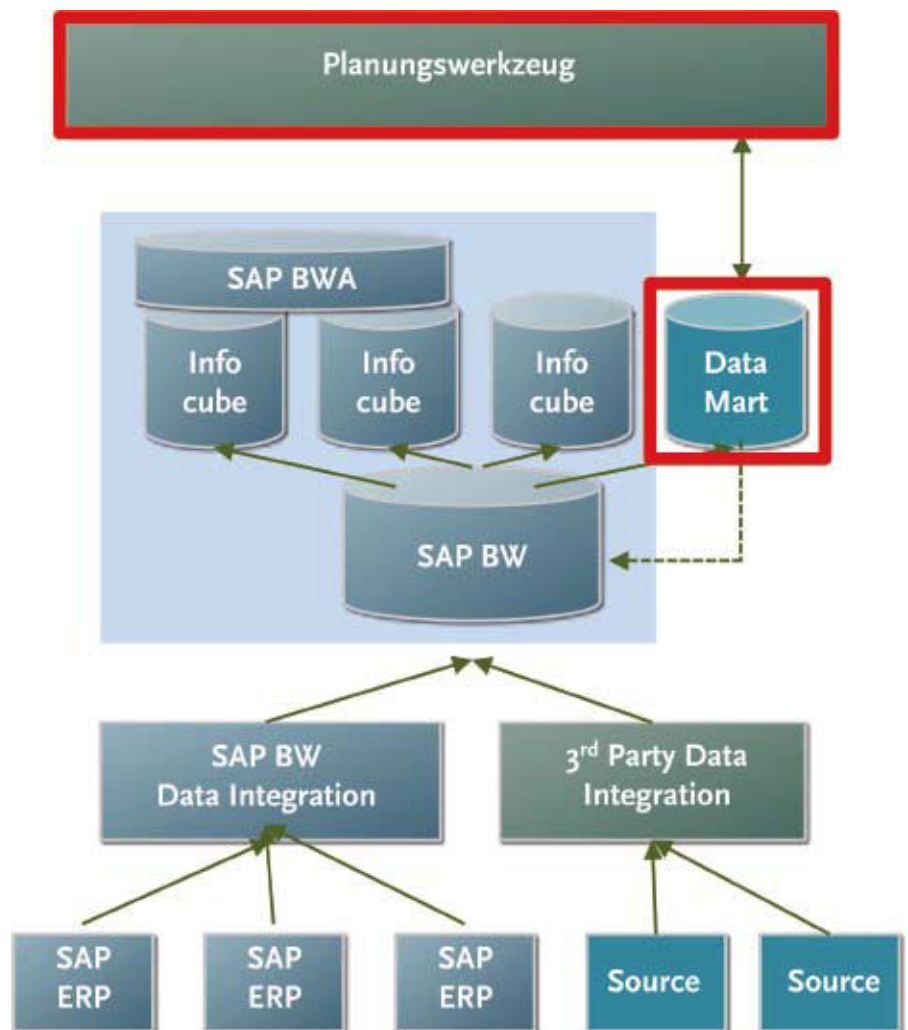 Planungswerkzeug
SAP BWA
Info
cube
Info
cube
Info
cube
Data
Mart
SAP BW
SAP BW
Data Integration
3rd Party Data
Integration
SAP
ERP
SAP
ERP
SAP
ERP
Source
Source